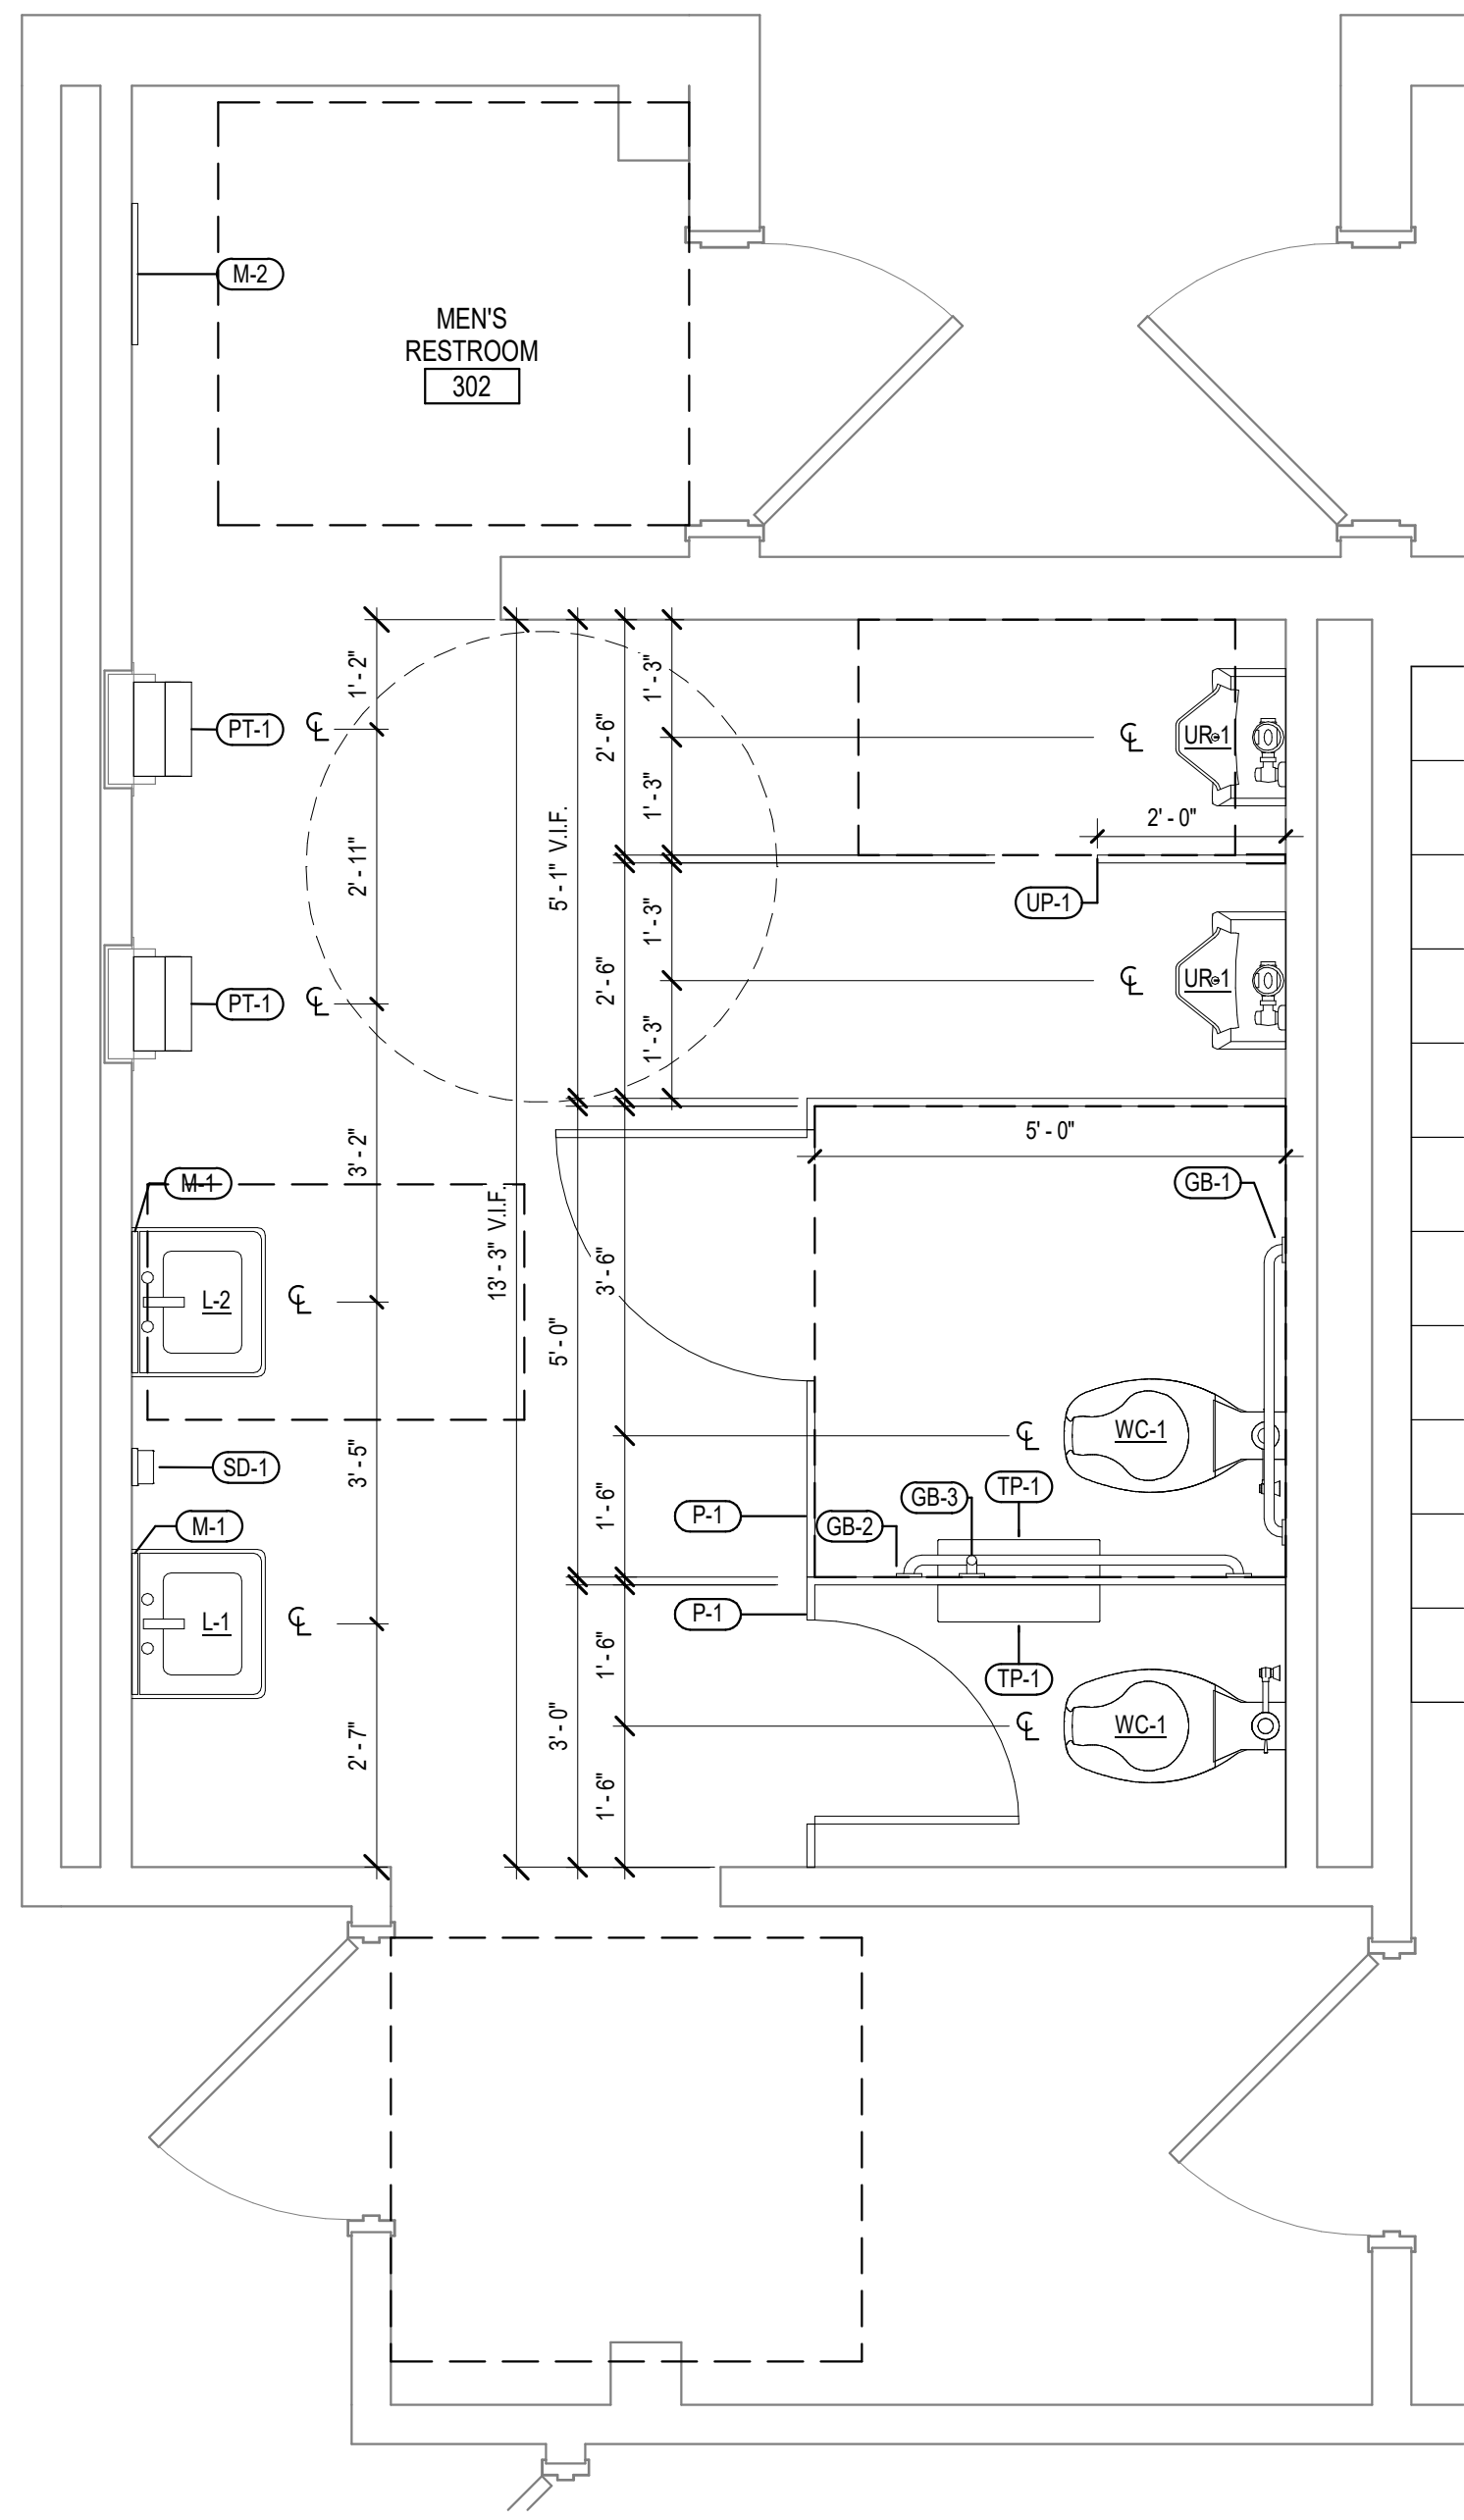 M-2
MEN'S
RESTROOM
302
1' - 2"
1' - 3"
2' - 6"
PT-1
℄
℄
UR-1
1' - 3"
2' - 0"
5' - 1" V.I.F.
2' - 11"
UP-1
1' - 3"
PT-1
℄
2' - 6"
℄
UR-1
1' - 3"
5' - 0"
3' - 2"
M-1
GB-1
13' - 3" V.I.F.
3' - 6"
L-2
℄
5' - 0"
℄
WC-1
SD-1
3' - 5"
TP-1
GB-3
1' - 6"
P-1
GB-2
M-1
P-1
L-1
℄
1' - 6"
TP-1
3' - 0"
℄
WC-1
2' - 7"
1' - 6"